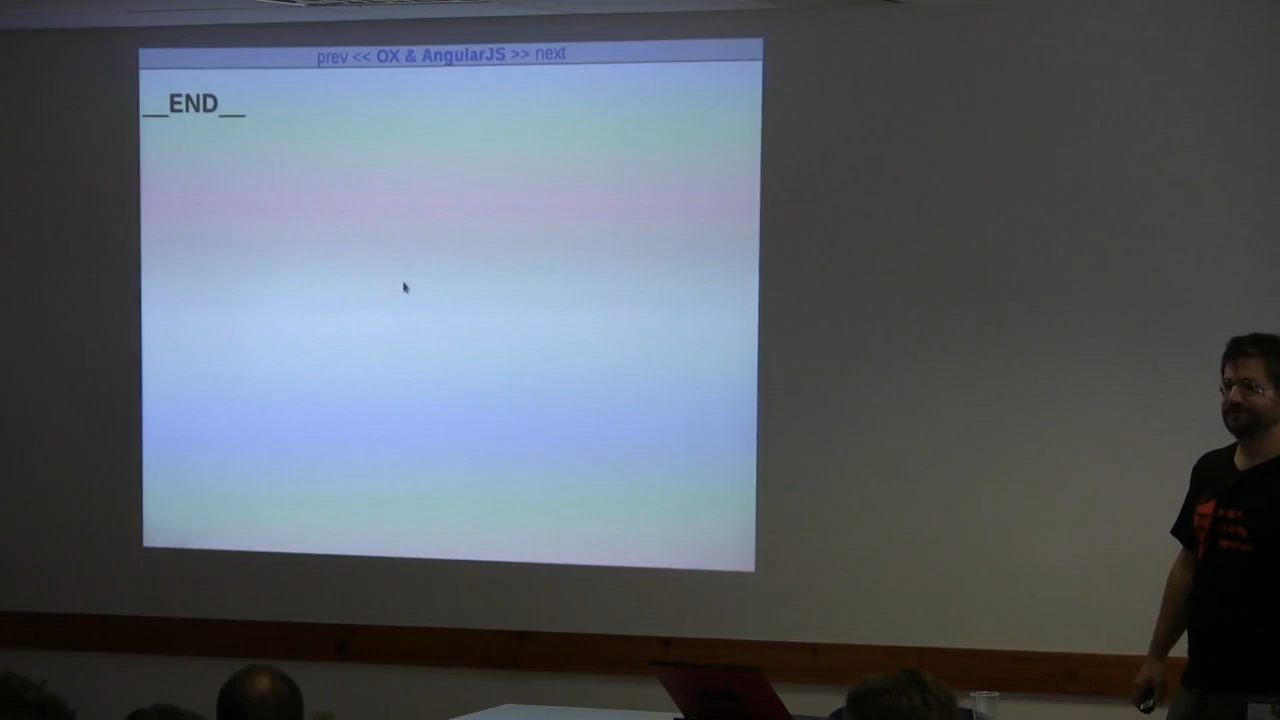 prev << OX & AngularJS >> next
__END__